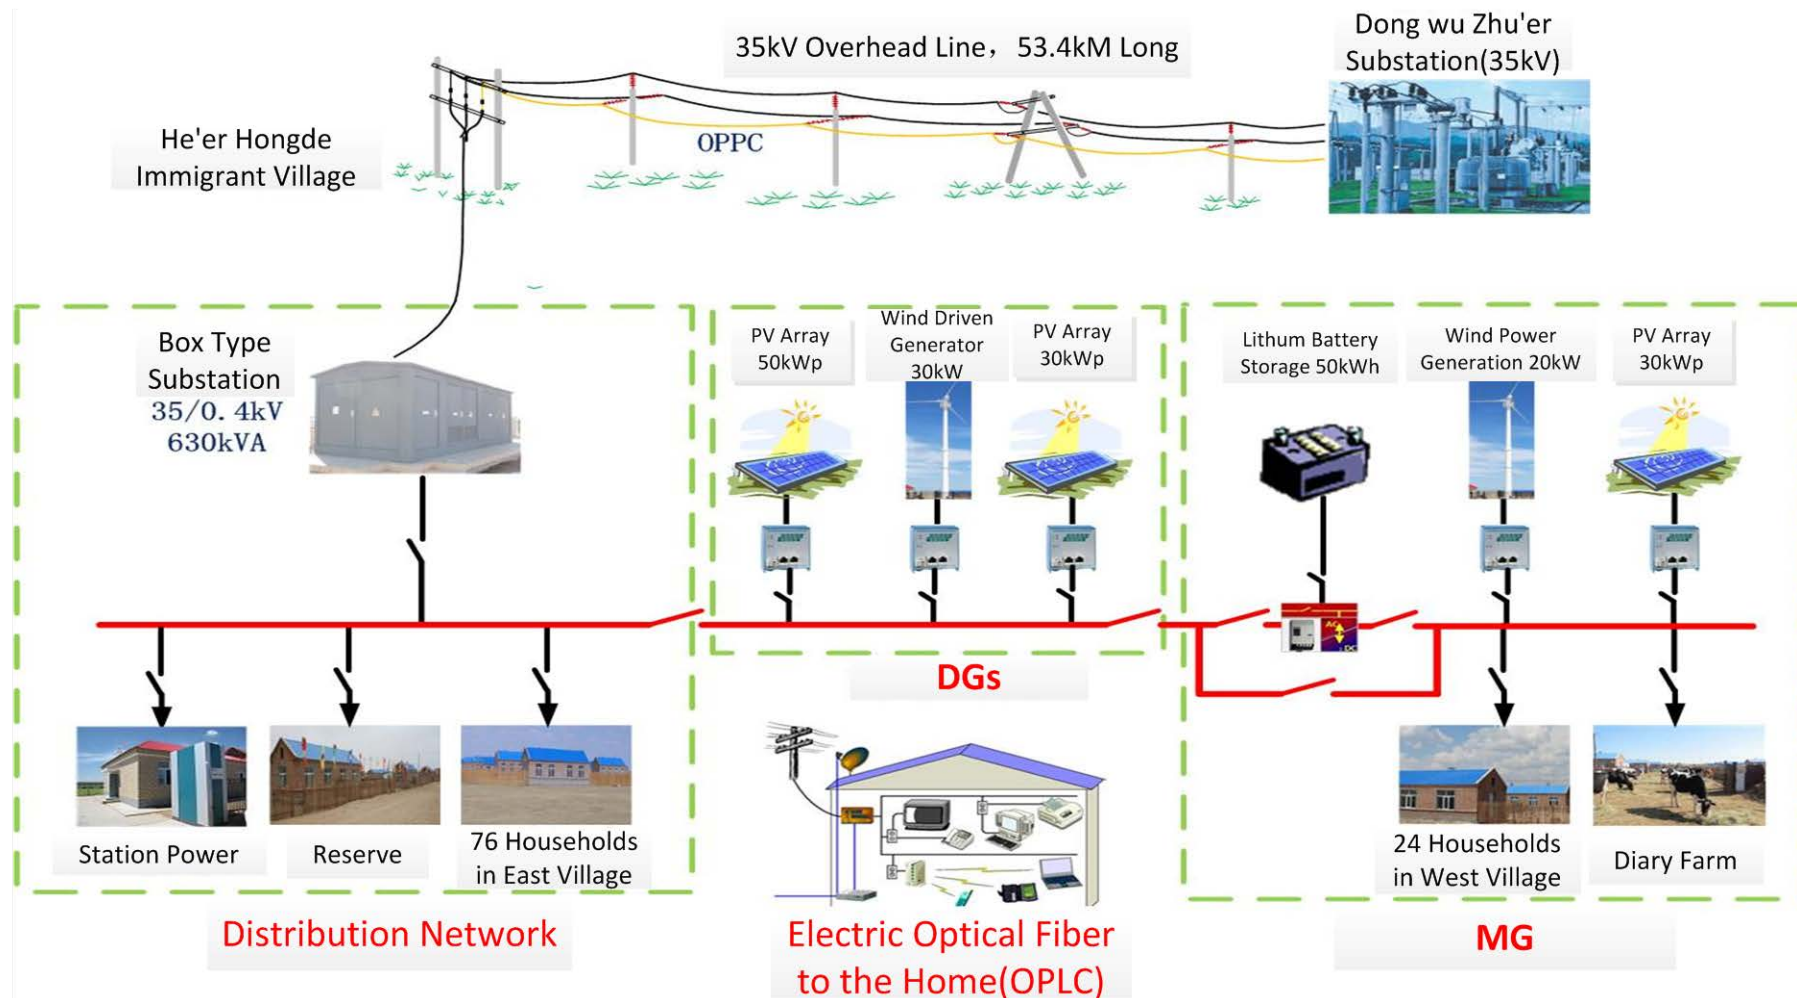 35kV Overhead Line，53.4kM Long
Dong wu Zhu'er
Substation(35kV)
He'er Hongde
Immigrant Village
OPPC
Box Type
Substation
35/0.4kV
630kVA
PV Array
50kWp
Wind Driven
Generator
30kW
PV Array
30kWp
Lithum Battery
Storage 50kWh
Wind Power
Generation 20kW
PV Array
30kWp
AC
DC
DGs
Station Power
Reserve
76 Households
in East Village
24 Households
in West Village
Diary Farm
Distribution Network
Electric Optical Fiber
to the Home(OPLC)
MG